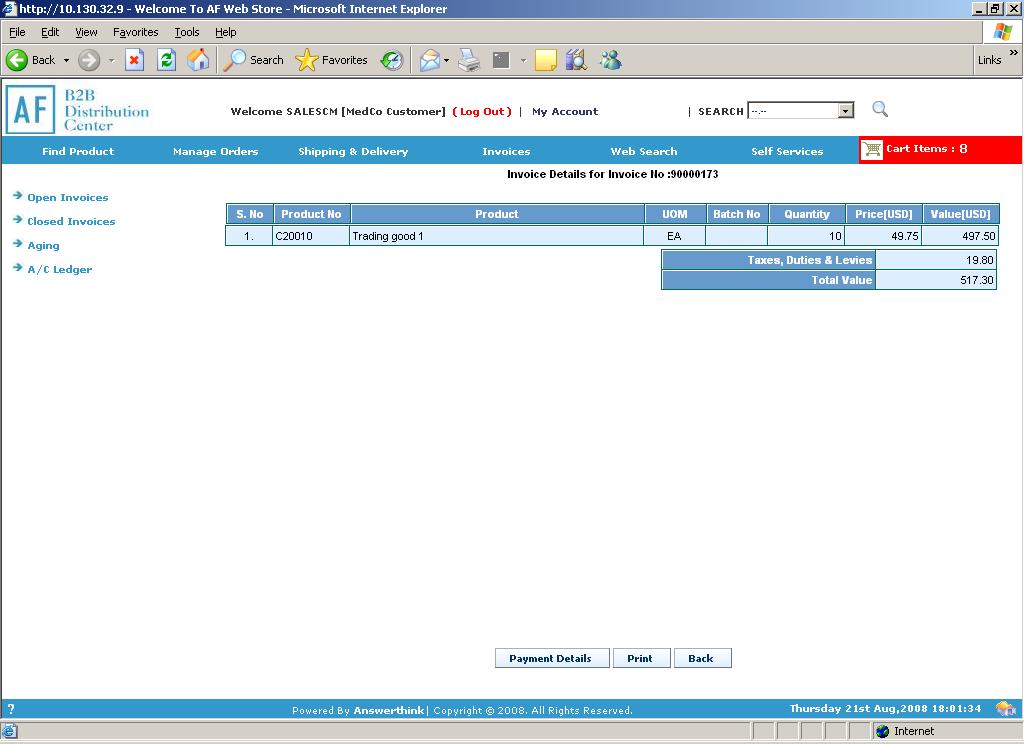 http://10.130.32.9 - Welcome To AF Web Store - Microsoft Internet Explorer
File Edit View Favorites Tools Help
Back Search Favorites Links »
AF B2B Distribution Center
Welcome SALESCM [MedCo Customer] ( Log Out ) | My Account | SEARCH --.--
Find Product Manage Orders Shipping & Delivery Invoices Web Search Self Services Cart Items : 8
Invoice Details for Invoice No :90000173
Open Invoices
Closed Invoices
Aging
A/C Ledger
S. No Product No Product UOM Batch No Quantity Price[USD] Value[USD]
1. C20010 Trading good 1 EA 10 49.75 497.50
Taxes, Duties & Levies 19.80
Total Value 517.30
Payment Details Print Back
? Powered By Answerthink| Copyright © 2008. All Rights Reserved. Thursday 21st Aug,2008 18:01:34
Internet